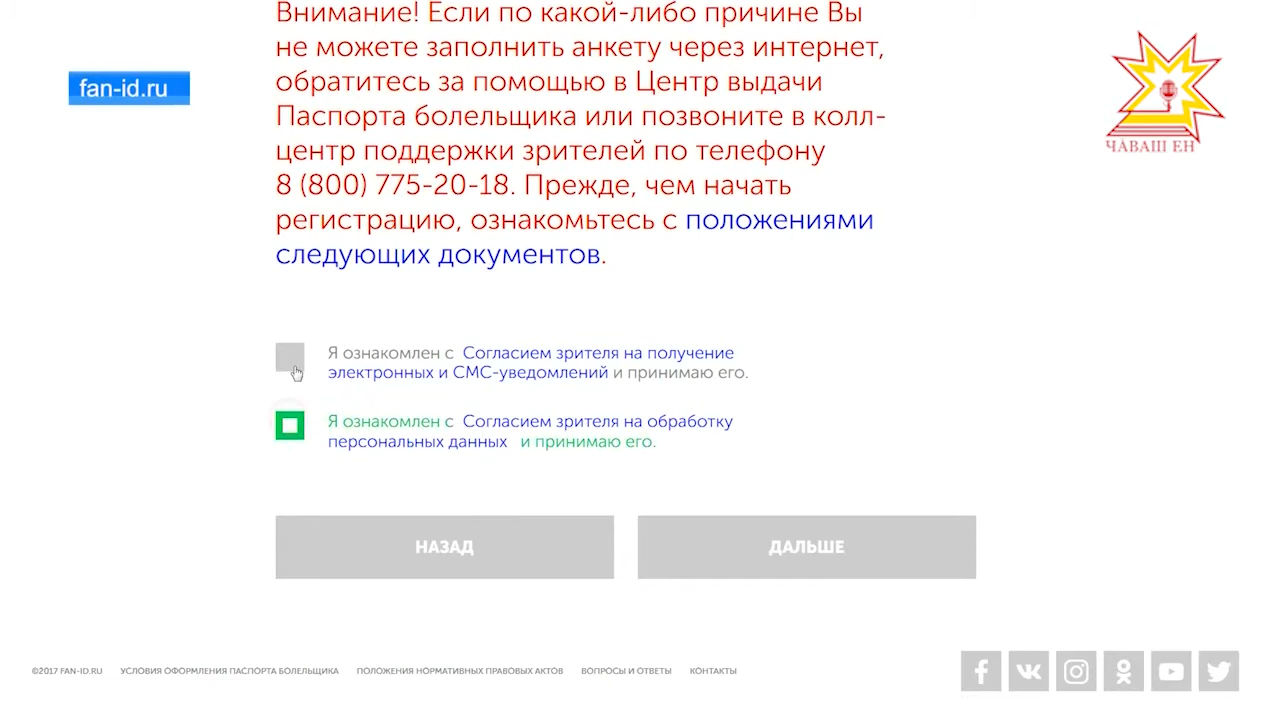 Внимание! Если по какой-либо причине Вы
не можете заполнить анкету через интернет,
обратитесь за помощью в Центр выдачи
Паспорта болельщика или позвоните в колл-
центр поддержки зрителей по телефону
8 (800) 775-20-18. Прежде, чем начать
регистрацию, ознакомьтесь с положениями
следующих документов.
fan-id.ru
ЧАВАШ ЕН
Я ознакомлен с Согласием зрителя на получение
электронных и СМС-уведомлений и принимаю его.
Я ознакомлен с Согласием зрителя на обработку
персональных данных и принимаю его.
НАЗАД
ДАЛЬШЕ
©2017 FAN-ID.RU
УСЛОВИЯ ОФОРМЛЕНИЯ ПАСПОРТА БОЛЕЛЬЩИКА
ПОЛОЖЕНИЯ НОРМАТИВНЫХ ПРАВОВЫХ АКТОВ
ВОПРОСЫ И ОТВЕТЫ
КОНТАКТЫ